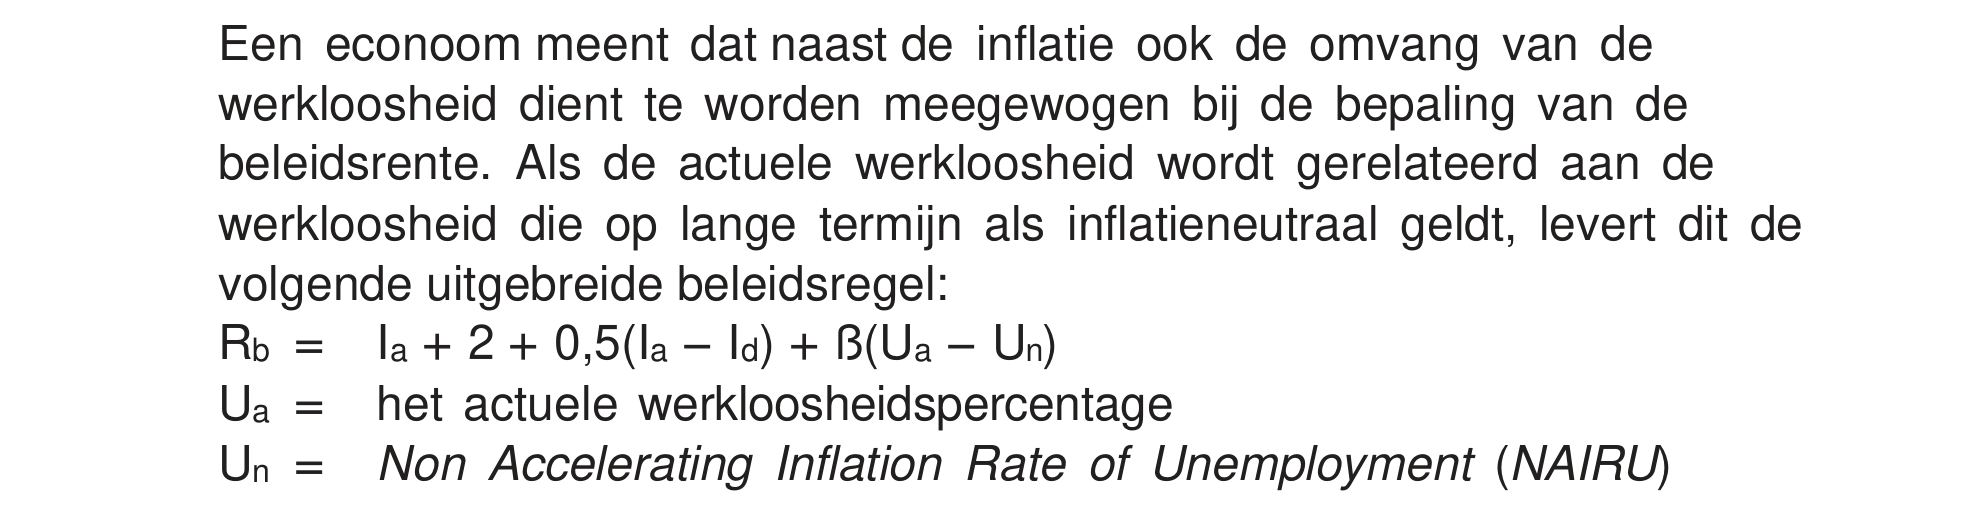 Een econoom meent dat naast de inflatie ook de omvang van de
werkloosheid dient te worden meegewogen bij de bepaling van de
beleidsrente. Als de actuele werkloosheid wordt gerelateerd aan de
werkloosheid die op lange termijn als inflatieneutraal geldt, levert dit de
volgende uitgebreide beleidsregel:
Rb = Ia + 2 + 0,5(Ia − Id) + ß(Ua − Un)
Ua = het actuele werkloosheidspercentage
Un = Non Accelerating Inflation Rate of Unemployment (NAIRU)